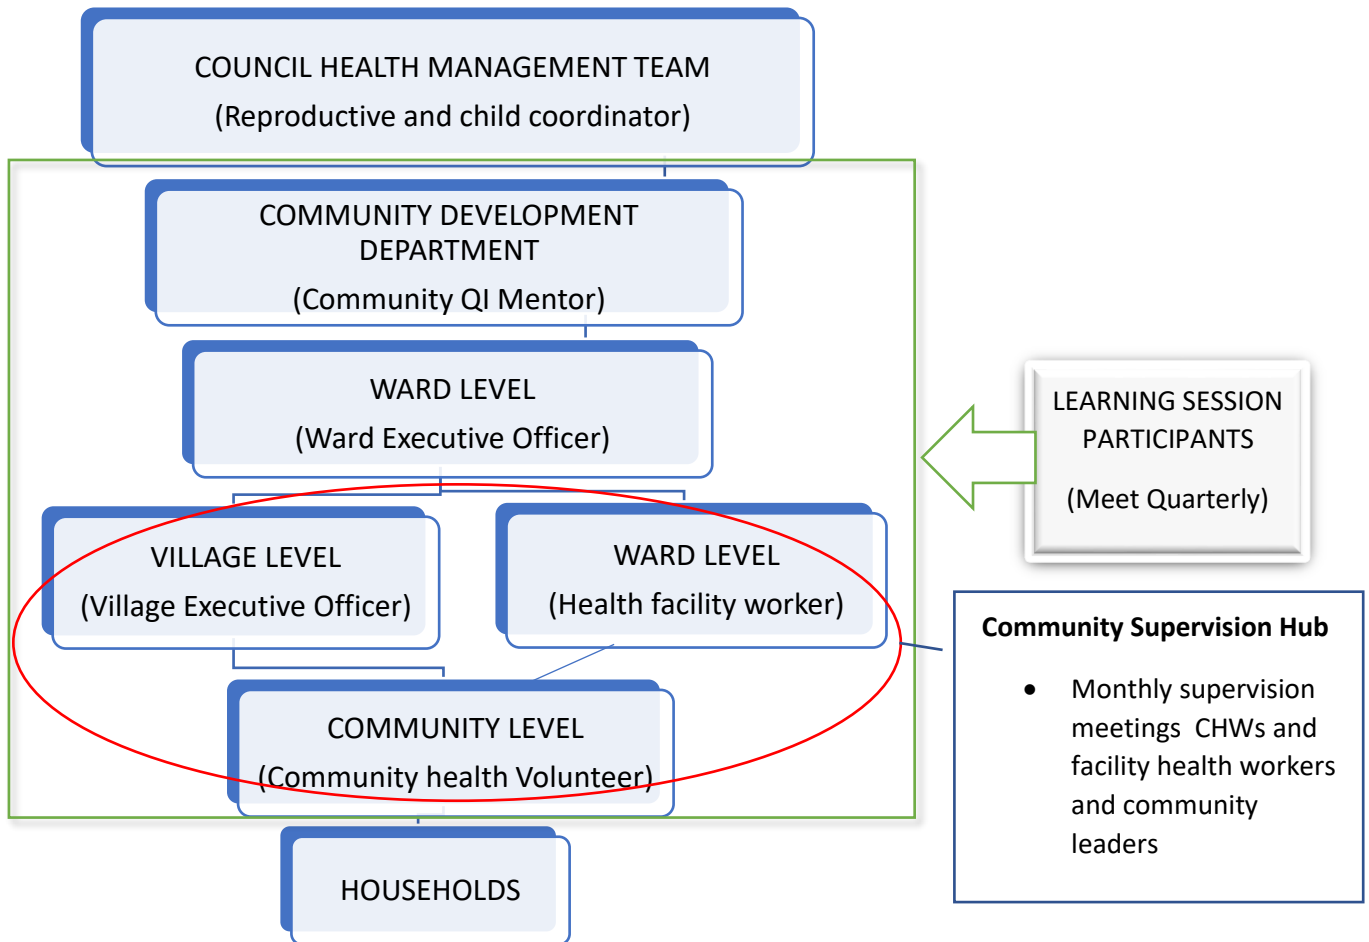 COUNCIL HEALTH MANAGEMENT TEAM
(Reproductive and child coordinator)
COMMUNITY DEVELOPMENT
DEPARTMENT
(Community QI Mentor)
WARD LEVEL
(Ward Executive Officer)
VILLAGE LEVEL
(Village Executive Officer)
WARD LEVEL
(Health facility worker)
COMMUNITY LEVEL
(Community health Volunteer)
HOUSEHOLDS
LEARNING SESSION
PARTICIPANTS
(Meet Quarterly)
Community Supervision Hub
• Monthly supervision
meetings CHWs and
facility health workers
and community
leaders